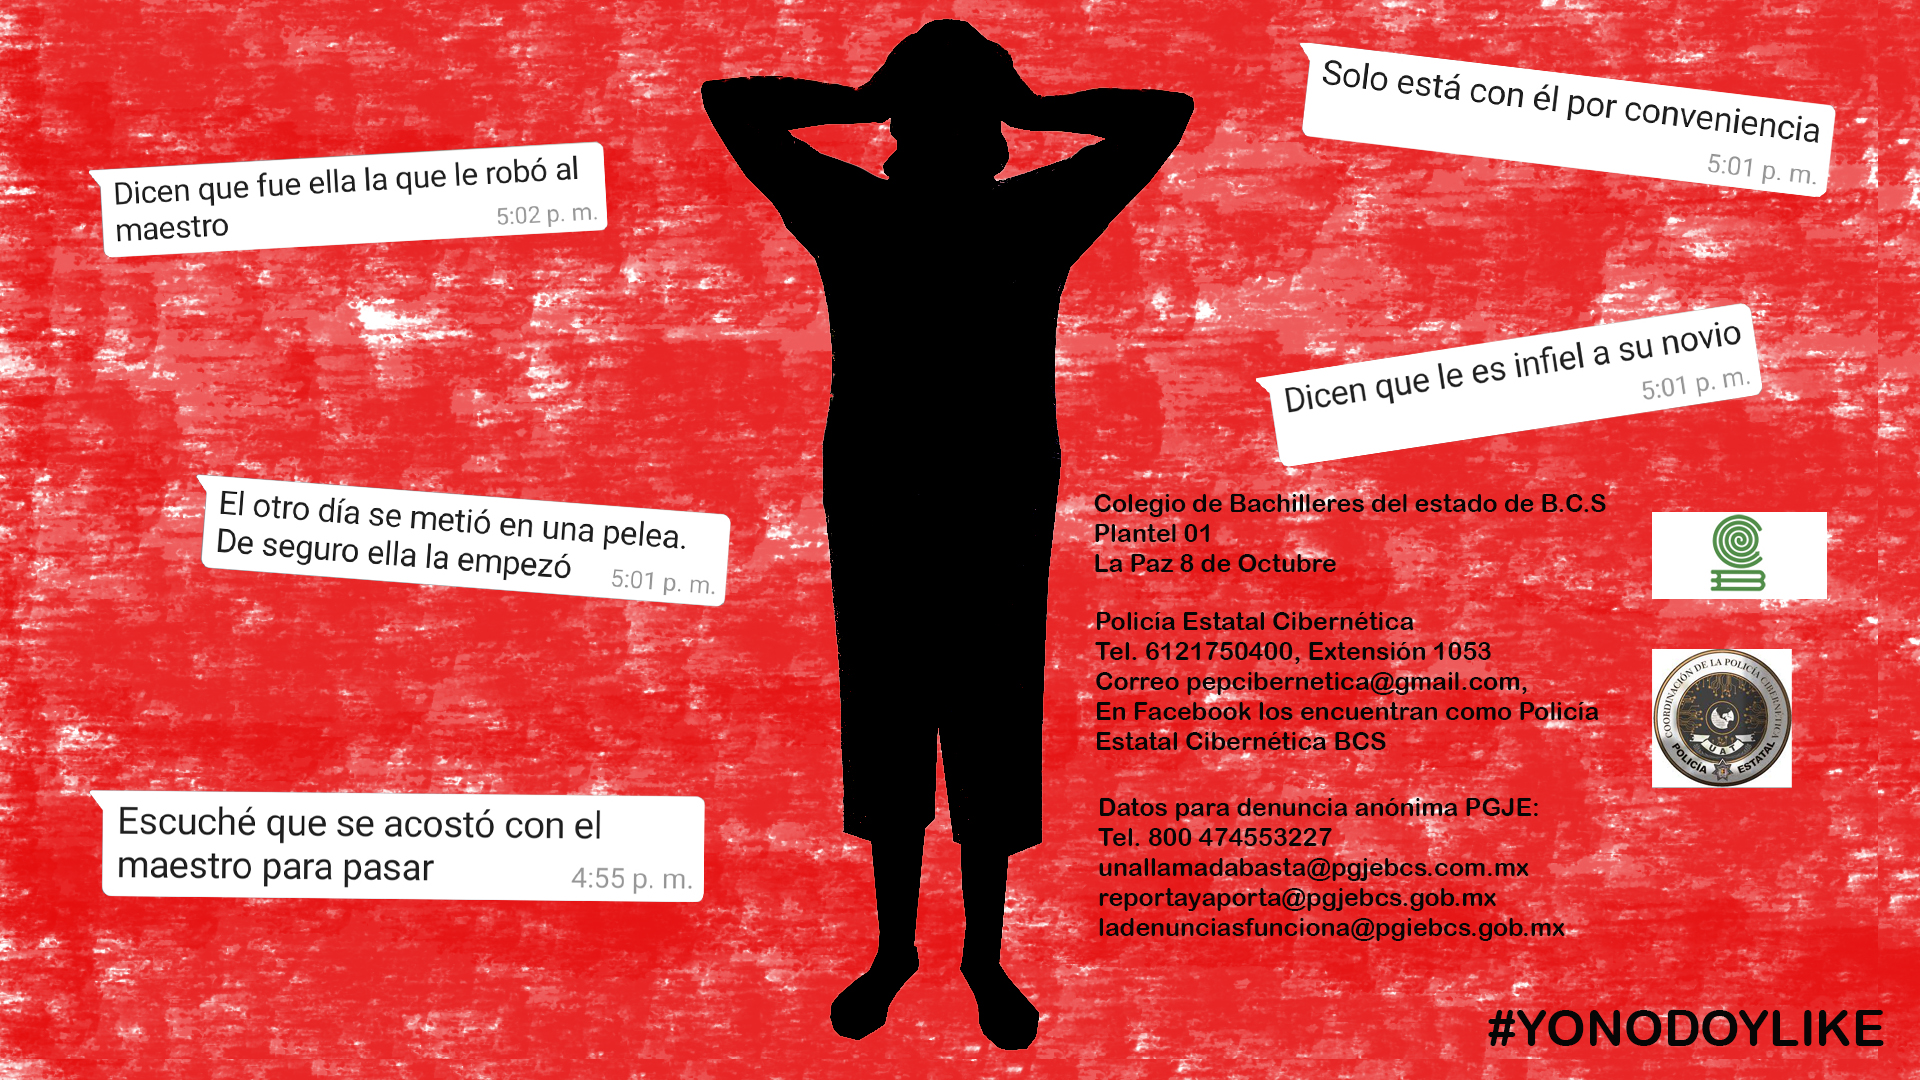 Solo está con él por conveniencia
5:01 p. m.
Dicen que fue ella la que le robó al
maestro
5:02 p. m.
Dicen que le es infiel a su novio
5:01 p. m.
El otro día se metió en una pelea.
De seguro ella la empezó
5:01 p. m.
Escuché que se acostó con el
maestro para pasar
4:55 p. m.
Colegio de Bachilleres del estado de B.C.S
Plantel 01
La Paz 8 de Octubre
Policía Estatal Cibernética
Tel. 6121750400, Extensión 1053
Correo pepcibernetica@gmail.com,
En Facebook los encuentran como Policía
Estatal Cibernética BCS
COORDINACIÓN DE LA POLICÍA CIBERNÉTICA
UAT
POLICÍA ESTATAL
Datos para denuncia anónima PGJE:
Tel. 800 474553227
unallamadabasta@pgjebcs.com.mx
reportayaporta@pgjebcs.gob.mx
ladenunciasfunciona@pgiebcs.gob.mx
#YONODOYLIKE